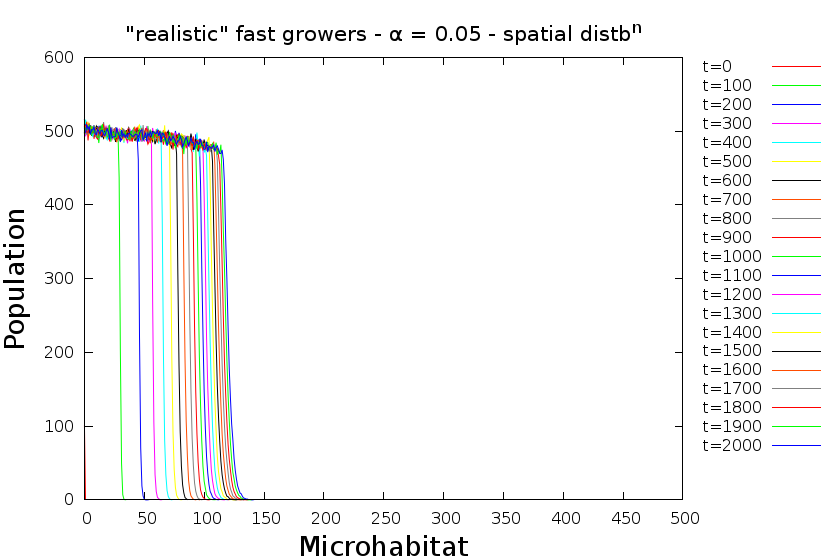 "realistic" fast growers - α = 0.05 - spatial distbⁿ
600
500
400
300
200
100
0
Population
0 50 100 150 200 250 300 350 400 450 500
Microhabitat
t=0
t=100
t=200
t=300
t=400
t=500
t=600
t=700
t=800
t=900
t=1000
t=1100
t=1200
t=1300
t=1400
t=1500
t=1600
t=1700
t=1800
t=1900
t=2000